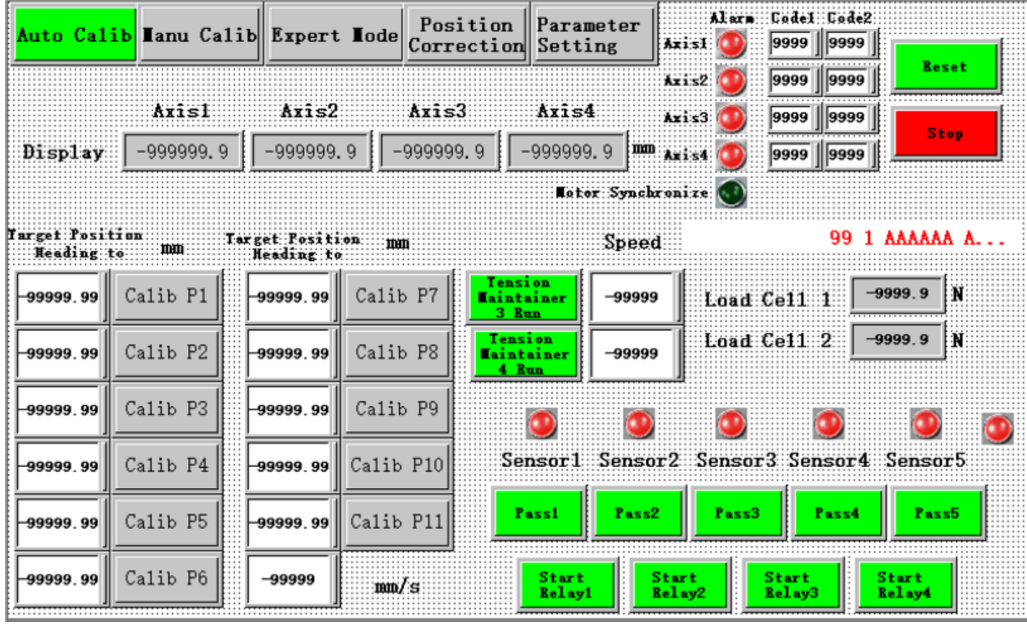 Auto Calib Manu Calib Expert Mode Position Correction Parameter Setting
Alarm Code1 Code2
Axis1 9999 9999
Reset
Axis2 9999 9999
Axis1 Axis2 Axis3 Axis4
Axis3 9999 9999
Stop
Display -999999.9 -999999.9 -999999.9 -999999.9 mm
Axis4 9999 9999
Motor Synchronize
Target Position
Heading to mm
Target Position
Heading to mm
Speed
99 1 AAAAAA A...
-99999.99 Calib P1 -99999.99 Calib P7
Tension
Maintainer
3 Run
-99999
Load Cell 1 -9999.9 N
-99999.99 Calib P2 -99999.99 Calib P8
Tension
Maintainer
4 Run
-99999
Load Cell 2 -9999.9 N
-99999.99 Calib P3 -99999.99 Calib P9
-99999.99 Calib P4 -99999.99 Calib P10
Sensor1 Sensor2 Sensor3 Sensor4 Sensor5
-99999.99 Calib P5 -99999.99 Calib P11
Pass1 Pass2 Pass3 Pass4 Pass5
-99999.99 Calib P6 -99999 mm/s
Start
Relay1
Start
Relay2
Start
Relay3
Start
Relay4